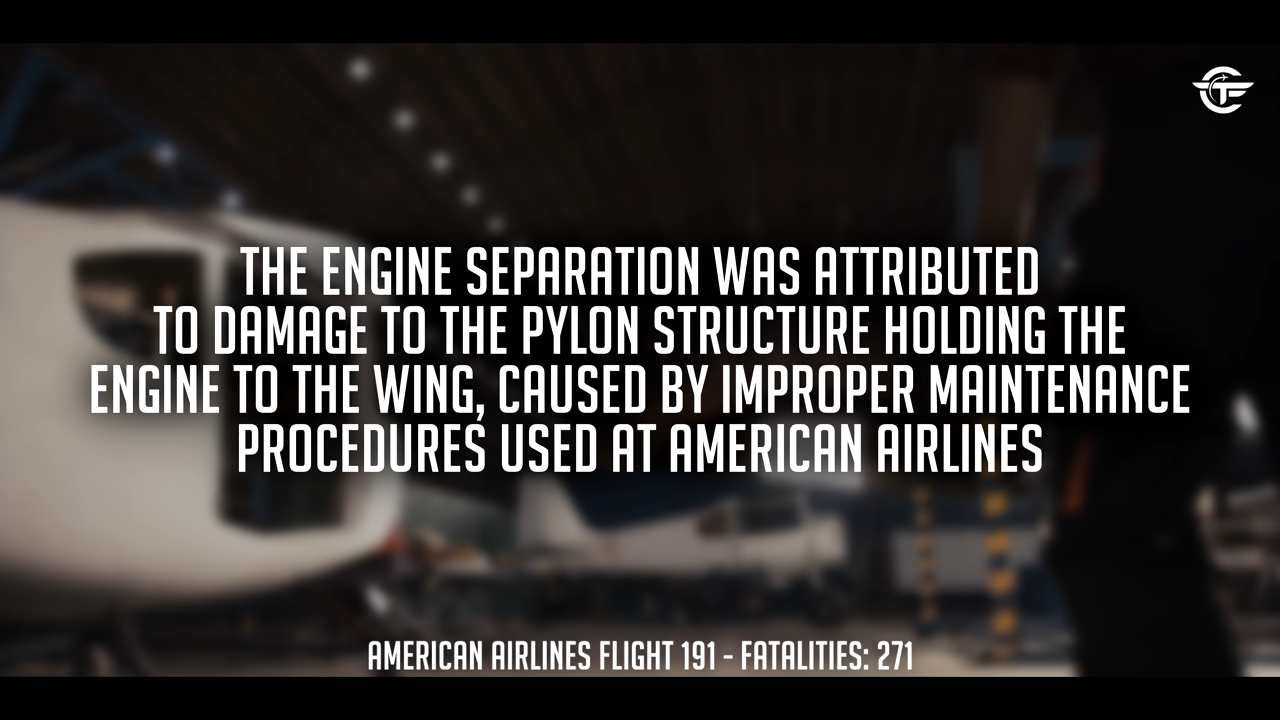 THE ENGINE SEPARATION WAS ATTRIBUTED
TO DAMAGE TO THE PYLON STRUCTURE HOLDING THE
ENGINE TO THE WING, CAUSED BY IMPROPER MAINTENANCE
PROCEDURES USED AT AMERICAN AIRLINES
AMERICAN AIRLINES FLIGHT 191 - FATALITIES: 271